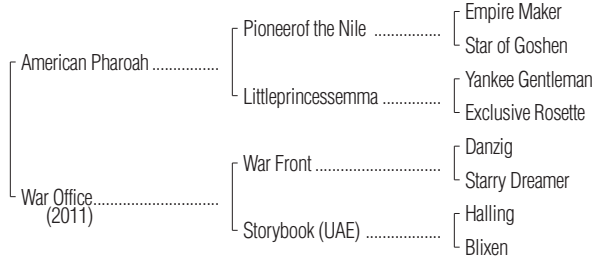 Empire Maker
Pioneerof the Nile ................
Star of Goshen
American Pharoah ................
Yankee Gentleman
Littleprincessemma ..............
Exclusive Rosette
Danzig
War Front ..............................
Starry Dreamer
War Office..............................
(2011)
Halling
Storybook (UAE) ..................
Blixen